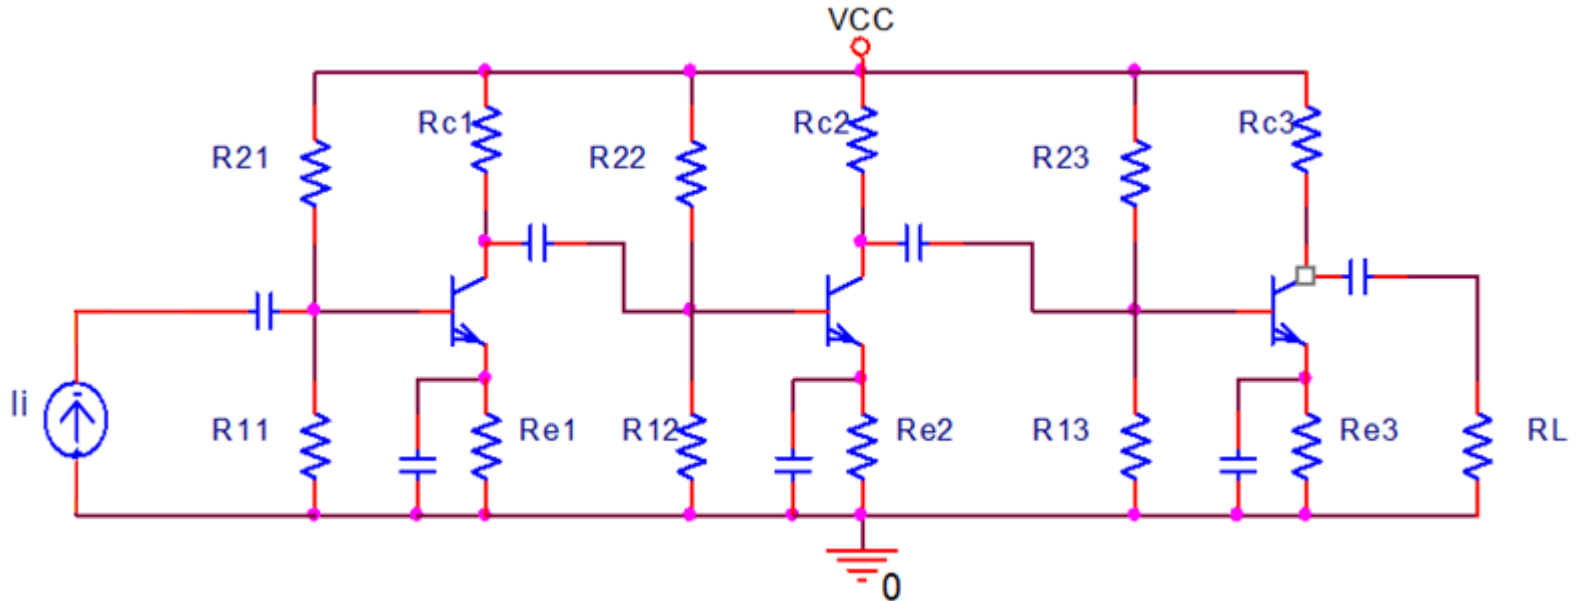 VCC
Rc1
Rc2
Rc3
R21
R22
R23
Ii
R11
Re1
R12
Re2
R13
Re3
RL
0